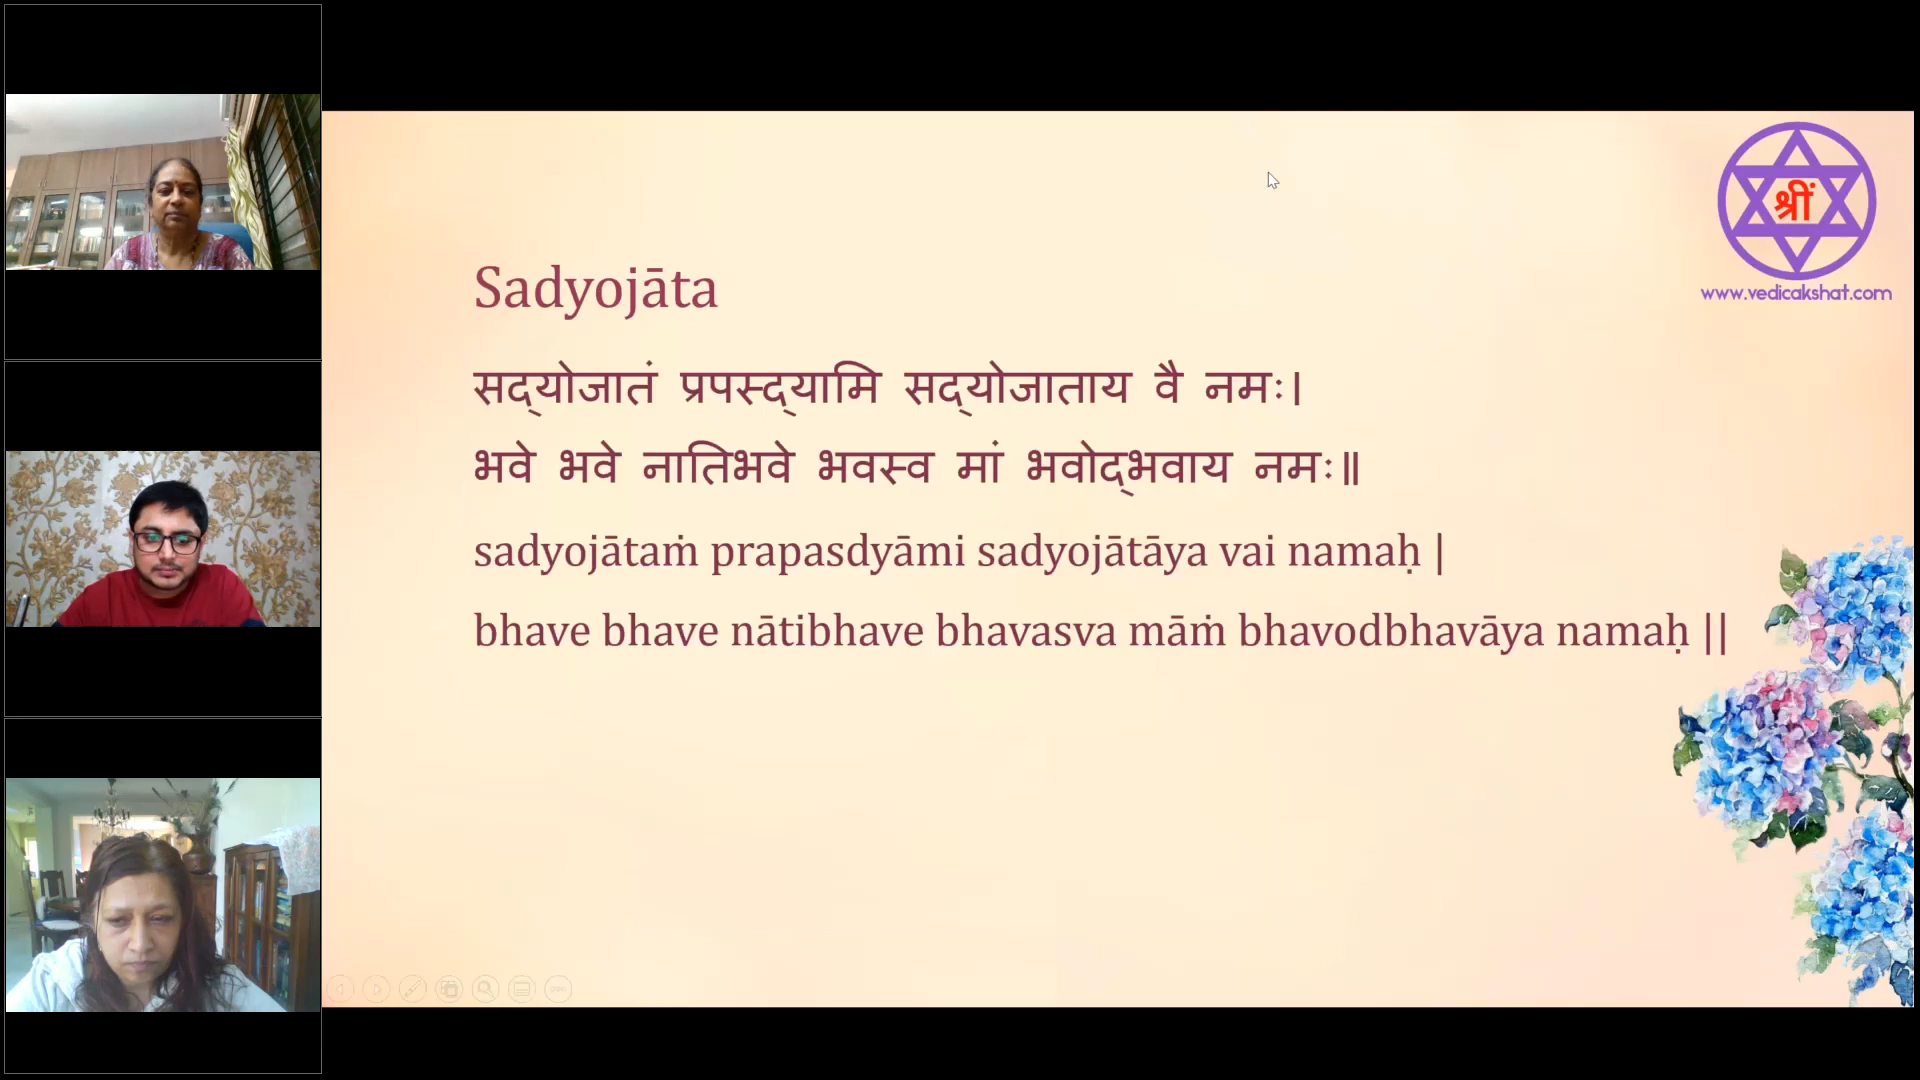 श्रीं
www.vedicakshat.com
Sadyojāta
सद्योजातं प्रपस्द्यामि सद्योजाताय वै नमः।
भवे भवे नातिभवे भवस्व मां भवोद्भवाय नमः॥
sadyojātaṁ prapasdyāmi sadyojātāya vai namaḥ |
bhave bhave nātibhave bhavasva māṁ bhavodbhavāya namaḥ ||